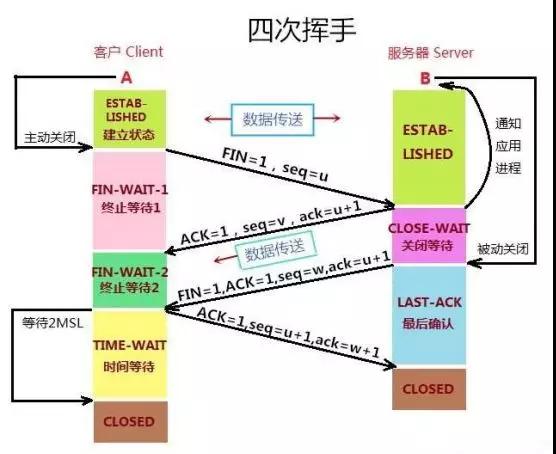 四次挥手
客户 Client
服务器 Server
A
B
ESTAB-
LISHED
建立状态
数据传送
ESTAB-
LISHED
通知
应用
进程
主动关闭
FIN=1，seq=u
FIN-WAIT-1
终止等待1
ACK=1，seq=v，ack=u+1
CLOSE-WAIT
关闭等待
数据传送
被动关闭
FIN-WAIT-2
终止等待2
FIN=1,ACK=1,seq=w,ack=u+1
LAST-ACK
最后确认
等待2MSL
ACK=1,seq=u+1,ack=w+1
TIME-WAIT
时间等待
CLOSED
CLOSED